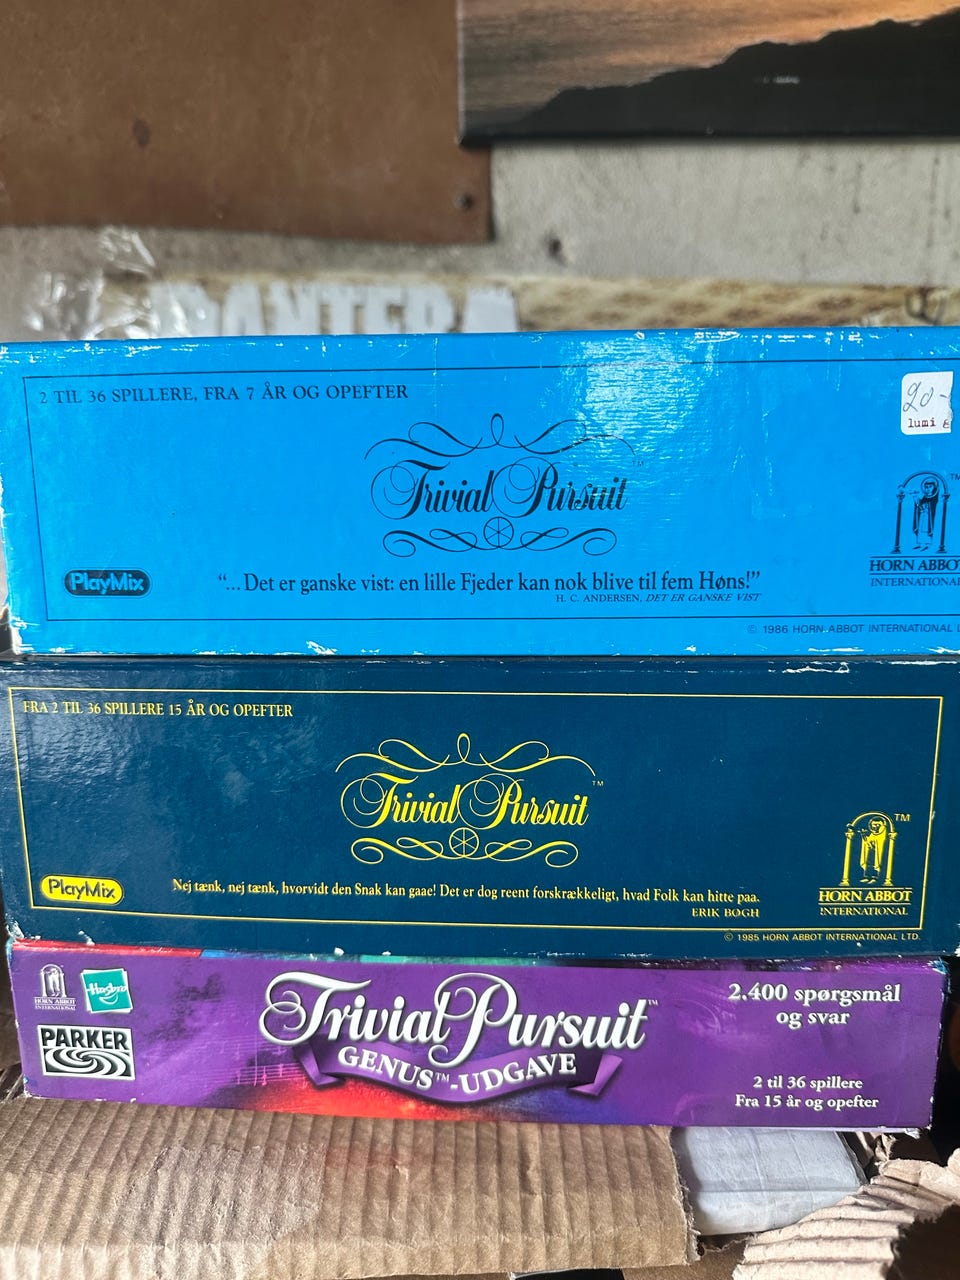 PANTERA
2 TIL 36 SPILLERE, FRA 7 ÅR OG OPEFTER
20-
lumi
Trivial Pursuit™
PlayMix
"... Det er ganske vist: en lille Fjeder kan nok blive til fem Høns!"
H. C. ANDERSEN, DET ER GANSKE VIST
HORN ABBOT
INTERNATIONAL
© 1986 HORN ABBOT INTERNATIONAL
FRA 2 TIL 36 SPILLERE 15 ÅR OG OPEFTER
Trivial Pursuit™
PlayMix
Nej tænk, nej tænk, hvorvidt den Snak kan gaae! Det er dog reent forskrækkeligt, hvad Folk kan hitte paa.
ERIK BØGH
TM
HORN ABBOT
INTERNATIONAL
© 1985 HORN ABBOT INTERNATIONAL LTD.
HORN ABBOT
INTERNATIONAL
Hasbro
PARKER
Trivial Pursuit™
GENUS™-UDGAVE
2.400 spørgsmål
og svar
2 til 36 spillere
Fra 15 år og opefter